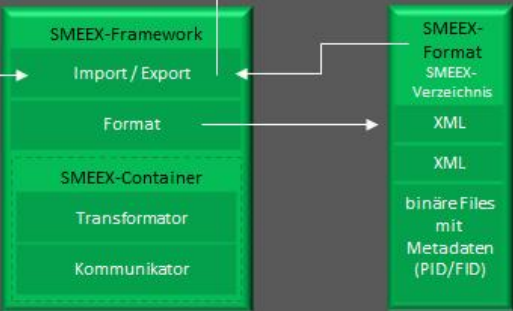 SMEEX-Framework
Import / Export
Format
SMEEX-Container
Transformator
Kommunikator
SMEEX-
Format
SMEEX-
Verzeichnis
XML
XML
binäre Files
mit
Metadaten
(PID/FID)